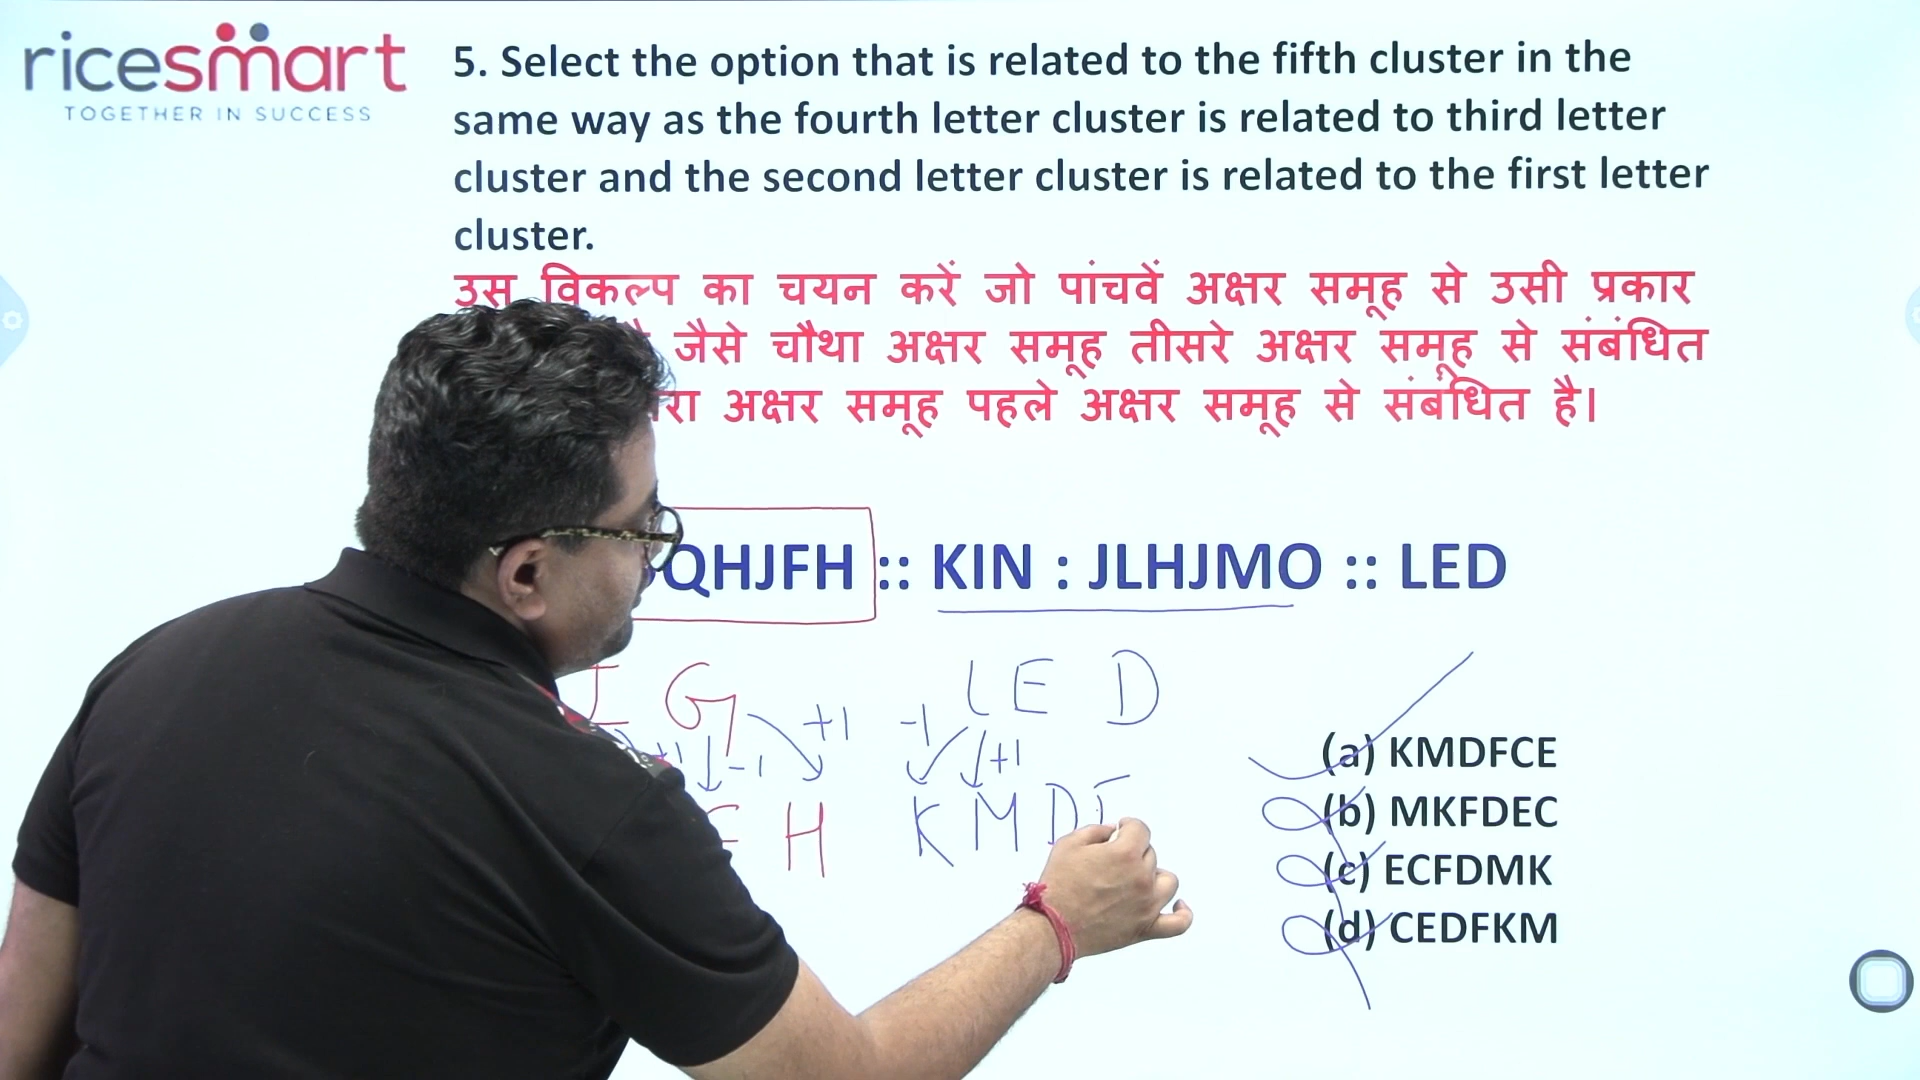 ricesmart
TOGETHER IN SUCCESS
5. Select the option that is related to the fifth cluster in the
same way as the fourth letter cluster is related to third letter
cluster and the second letter cluster is related to the first letter
cluster.
उस विकल्प का चयन करें जो पांचवें अक्षर समूह से उसी प्रकार
जैसे चौथा अक्षर समूह तीसरे अक्षर समूह से संबंधित
अक्षर समूह पहले अक्षर समूह से संबंधित है।
QHJFH :: KIN : JLHJMO :: LED
I G L E D
+1 -1 +1 -1 +1
H K M D
(a) KMDFCE
(b) MKFDEC
(c) ECFDMK
(d) CEDFKM